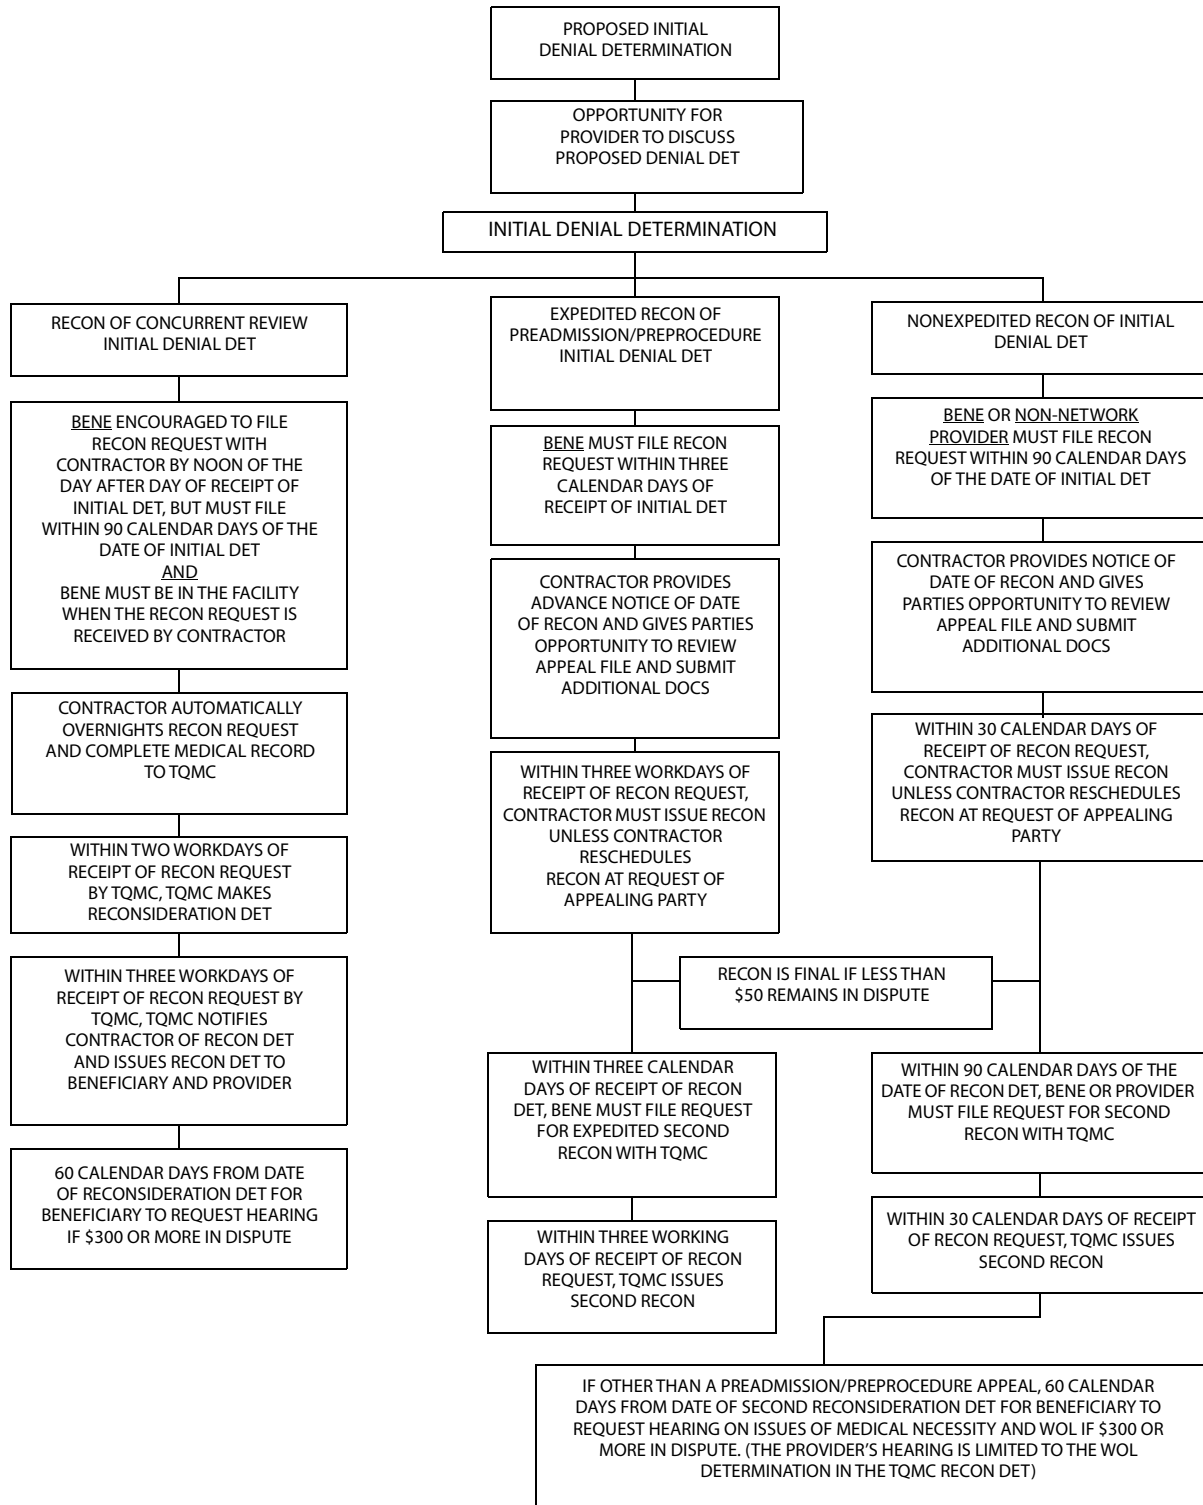 PROPOSED INITIAL
DENIAL DETERMINATION
OPPORTUNITY FOR
PROVIDER TO DISCUSS
PROPOSED DENIAL DET
INITIAL DENIAL DETERMINATION
RECON OF CONCURRENT REVIEW
INITIAL DENIAL DET
BENE ENCOURAGED TO FILE
RECON REQUEST WITH
CONTRACTOR BY NOON OF THE
DAY AFTER DAY OF RECEIPT OF
INITIAL DET, BUT MUST FILE
WITHIN 90 CALENDAR DAYS OF THE
DATE OF INITIAL DET
AND
BENE MUST BE IN THE FACILITY
WHEN THE RECON REQUEST IS
RECEIVED BY CONTRACTOR
CONTRACTOR AUTOMATICALLY
OVERNIGHTS RECON REQUEST
AND COMPLETE MEDICAL RECORD
TO TQMC
WITHIN TWO WORKDAYS OF
RECEIPT OF RECON REQUEST
BY TQMC, TQMC MAKES
RECONSIDERATION DET
WITHIN THREE WORKDAYS OF
RECEIPT OF RECON REQUEST BY
TQMC, TQMC NOTIFIES
CONTRACTOR OF RECON DET
AND ISSUES RECON DET TO
BENEFICIARY AND PROVIDER
60 CALENDAR DAYS FROM DATE
OF RECONSIDERATION DET FOR
BENEFICIARY TO REQUEST HEARING
IF $300 OR MORE IN DISPUTE
EXPEDITED RECON OF
PREADMISSION/PREPROCEDURE
INITIAL DENIAL DET
BENE MUST FILE RECON
REQUEST WITHIN THREE
CALENDAR DAYS OF
RECEIPT OF INITIAL DET
CONTRACTOR PROVIDES
ADVANCE NOTICE OF DATE
OF RECON AND GIVES PARTIES
OPPORTUNITY TO REVIEW
APPEAL FILE AND SUBMIT
ADDITIONAL DOCS
WITHIN THREE WORKDAYS OF
RECEIPT OF RECON REQUEST,
CONTRACTOR MUST ISSUE RECON
UNLESS CONTRACTOR
RESCHEDULES
RECON AT REQUEST OF
APPEALING PARTY
NONEXPEDITED RECON OF INITIAL
DENIAL DET
BENE OR NON-NETWORK
PROVIDER MUST FILE RECON
REQUEST WITHIN 90 CALENDAR DAYS
OF THE DATE OF INITIAL DET
CONTRACTOR PROVIDES NOTICE OF
DATE OF RECON AND GIVES
PARTIES OPPORTUNITY TO REVIEW
APPEAL FILE AND SUBMIT
ADDITIONAL DOCS
WITHIN 30 CALENDAR DAYS OF
RECEIPT OF RECON REQUEST,
CONTRACTOR MUST ISSUE RECON
UNLESS CONTRACTOR RESCHEDULES
RECON AT REQUEST OF APPEALING
PARTY
RECON IS FINAL IF LESS THAN
$50 REMAINS IN DISPUTE
WITHIN THREE CALENDAR
DAYS OF RECEIPT OF RECON
DET, BENE MUST FILE REQUEST
FOR EXPEDITED SECOND
RECON WITH TQMC
WITHIN THREE WORKING
DAYS OF RECEIPT OF RECON
REQUEST, TQMC ISSUES
SECOND RECON
WITHIN 90 CALENDAR DAYS OF THE
DATE OF RECON DET, BENE OR PROVIDER
MUST FILE REQUEST FOR SECOND
RECON WITH TQMC
WITHIN 30 CALENDAR DAYS OF RECEIPT
OF RECON REQUEST, TQMC ISSUES
SECOND RECON
IF OTHER THAN A PREADMISSION/PREPROCEDURE APPEAL, 60 CALENDAR
DAYS FROM DATE OF SECOND RECONSIDERATION DET FOR BENEFICIARY TO
REQUEST HEARING ON ISSUES OF MEDICAL NECESSITY AND WOL IF $300 OR
MORE IN DISPUTE. (THE PROVIDER'S HEARING IS LIMITED TO THE WOL
DETERMINATION IN THE TQMC RECON DET)